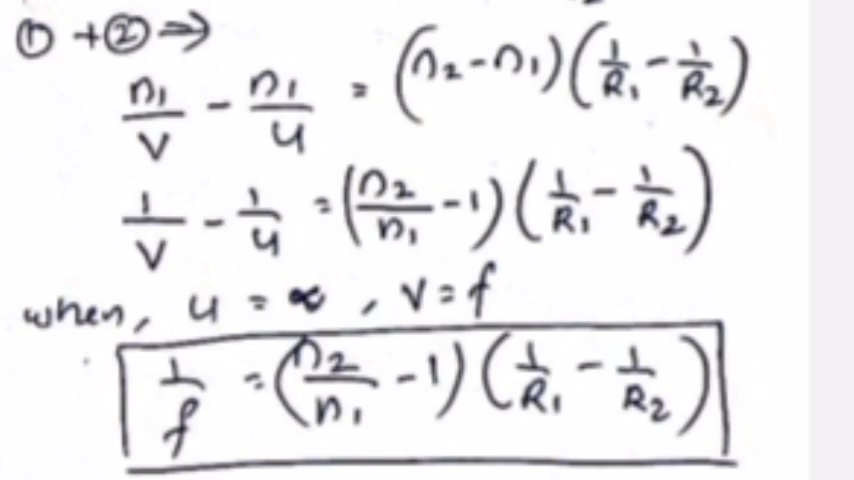 ① + ② ⇒
n₁/v - n₁/u = (n₂-n₁)(1/R₁ - 1/R₂)
1/v - 1/u = (n₂/n₁ - 1)(1/R₁ - 1/R₂)
when, u = ∞, v = f
1/f = (n₂/n₁ - 1)(1/R₁ - 1/R₂)